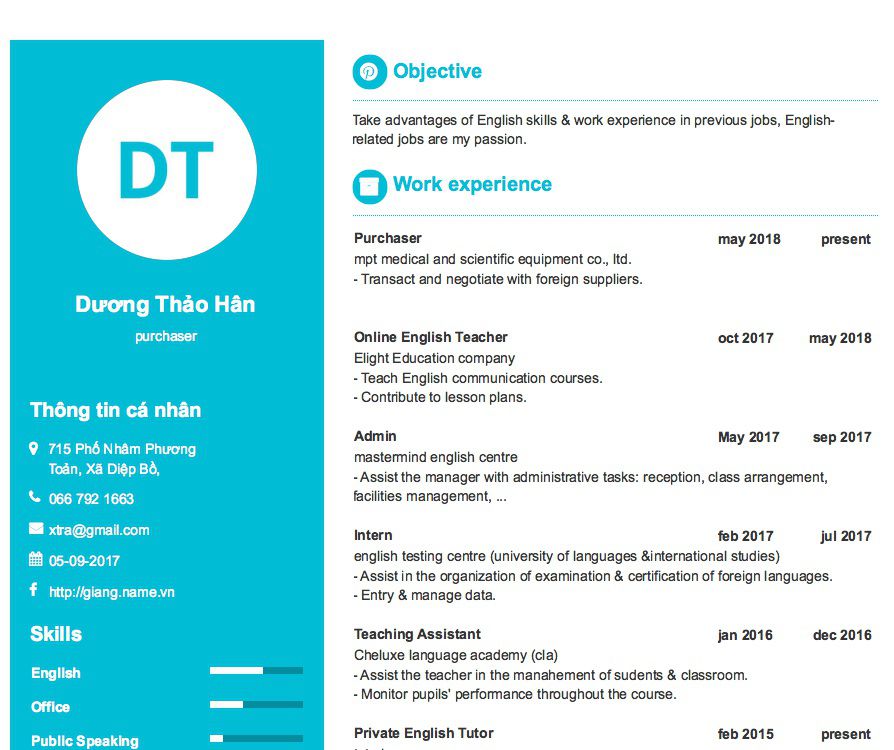 DT
Dương Thảo Hân
purchaser
Thông tin cá nhân
715 Phố Nhâm Phương
Toản, Xã Diệp Bồ,
066 792 1663
xtra@gmail.com
05-09-2017
http://giang.name.vn
Skills
English
Office
Public Speaking
Objective
Take advantages of English skills & work experience in previous jobs, English-
related jobs are my passion.
Work experience
Purchaser may 2018 present
mpt medical and scientific equipment co., ltd.
- Transact and negotiate with foreign suppliers.
Online English Teacher oct 2017 may 2018
Elight Education company
- Teach English communication courses.
- Contribute to lesson plans.
Admin May 2017 sep 2017
mastermind english centre
- Assist the manager with administrative tasks: reception, class arrangement,
facilities management, ...
Intern feb 2017 jul 2017
english testing centre (university of languages &international studies)
- Assist in the organization of examination & certification of foreign languages.
- Entry & manage data.
Teaching Assistant jan 2016 dec 2016
Cheluxe language academy (cla)
- Assist the teacher in the manahement of sudents & classroom.
- Monitor pupils' performance throughout the course.
Private English Tutor feb 2015 present